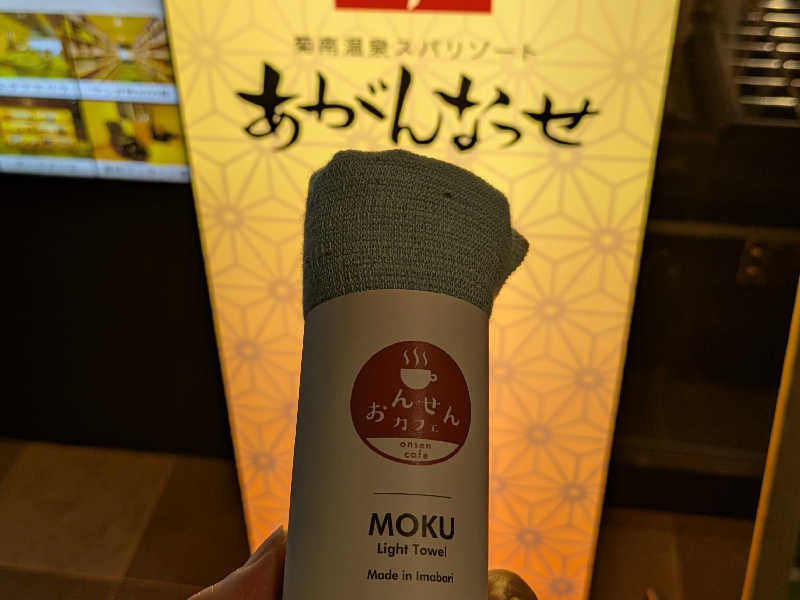 菊南温泉スパリゾート
あがんなっせ
おんせん
カフェ
onsen
cafe
MOKU
Light Towel
Made in Imabari